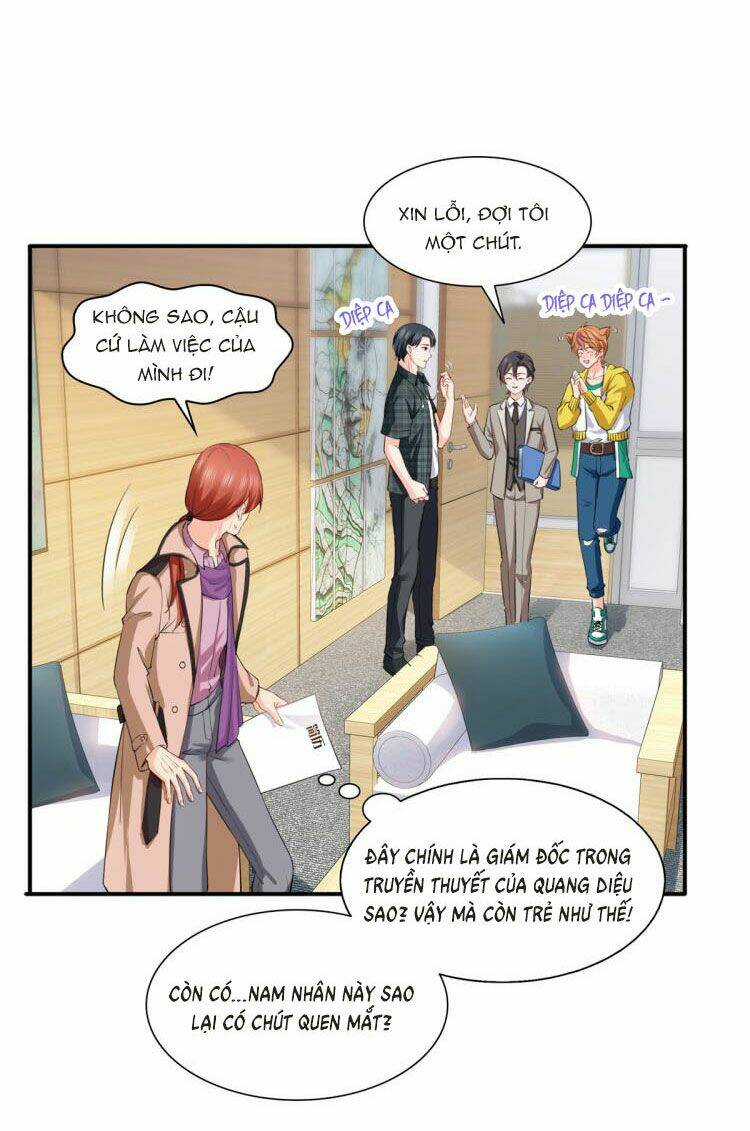 XIN LỖI, ĐỢI TÔI
MỘT CHÚT.
DIỆP CA
DIỆP CA DIỆP CA ~
KHÔNG SAO, CẬU
CỨ LÀM VIỆC CỦA
MÌNH ĐI!
ĐÂY CHÍNH LÀ GIÁM ĐỐC TRONG
TRUYỀN THUYẾT CỦA QUANG DIỆU
SAO? VẬY MÀ CÒN TRẺ NHƯ THẾ!
CÒN CÓ...NAM NHÂN NÀY SAO
LẠI CÓ CHÚT QUEN MẮT?